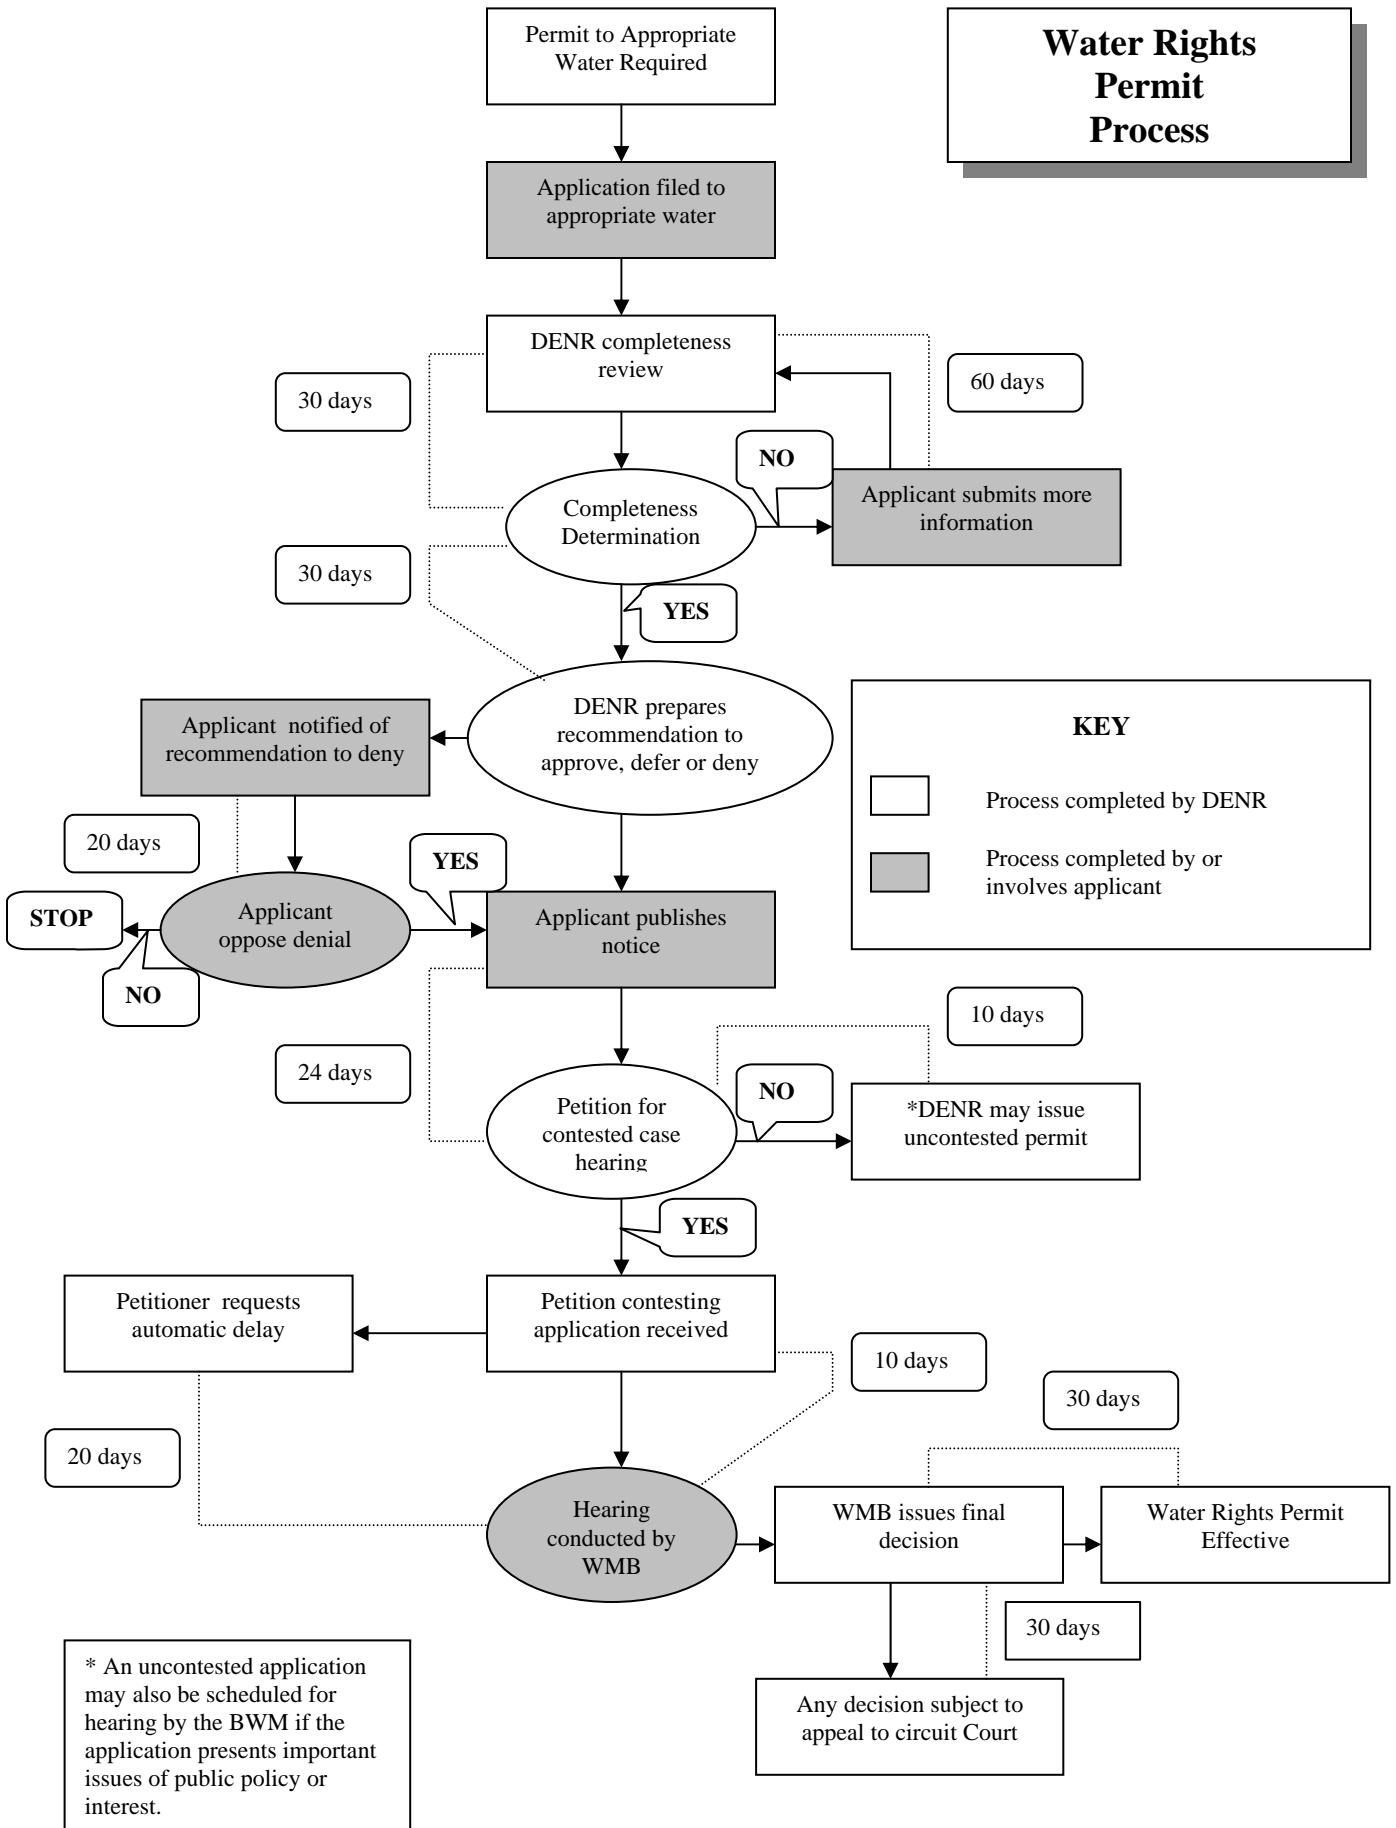 Permit to Appropriate
Water Required
Water Rights
Permit
Process
Application filed to
appropriate water
DENR completeness
review
30 days
60 days
NO
Applicant submits more
information
Completeness
Determination
30 days
YES
DENR prepares
recommendation to
approve, defer or deny
Applicant notified of
recommendation to deny
KEY
Process completed by DENR
Process completed by or
involves applicant
20 days
YES
STOP
Applicant
oppose denial
NO
Applicant publishes
notice
10 days
24 days
Petition for
contested case
hearing
NO
*DENR may issue
uncontested permit
YES
Petitioner requests
automatic delay
Petition contesting
application received
10 days
30 days
20 days
Hearing
conducted by
WMB
WMB issues final
decision
Water Rights Permit
Effective
30 days
Any decision subject to
appeal to circuit Court
* An uncontested application
may also be scheduled for
hearing by the BWM if the
application presents important
issues of public policy or
interest.